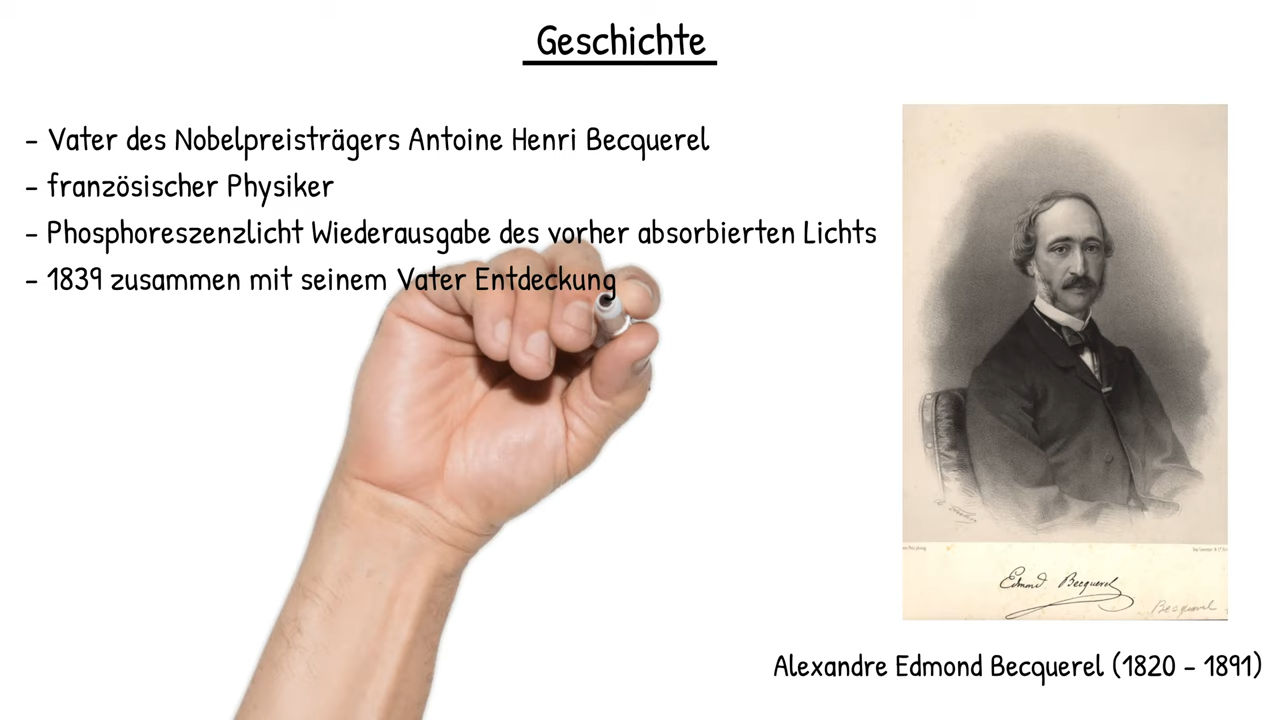 Geschichte
- Vater des Nobelpreisträgers Antoine Henri Becquerel
- französischer Physiker
- Phosphoreszenzlicht Wiederausgabe des vorher absorbierten Lichts
- 1839 zusammen mit seinem Vater Entdeckung
Edmond Becquerel
Becquerel
Alexandre Edmond Becquerel (1820 - 1891)